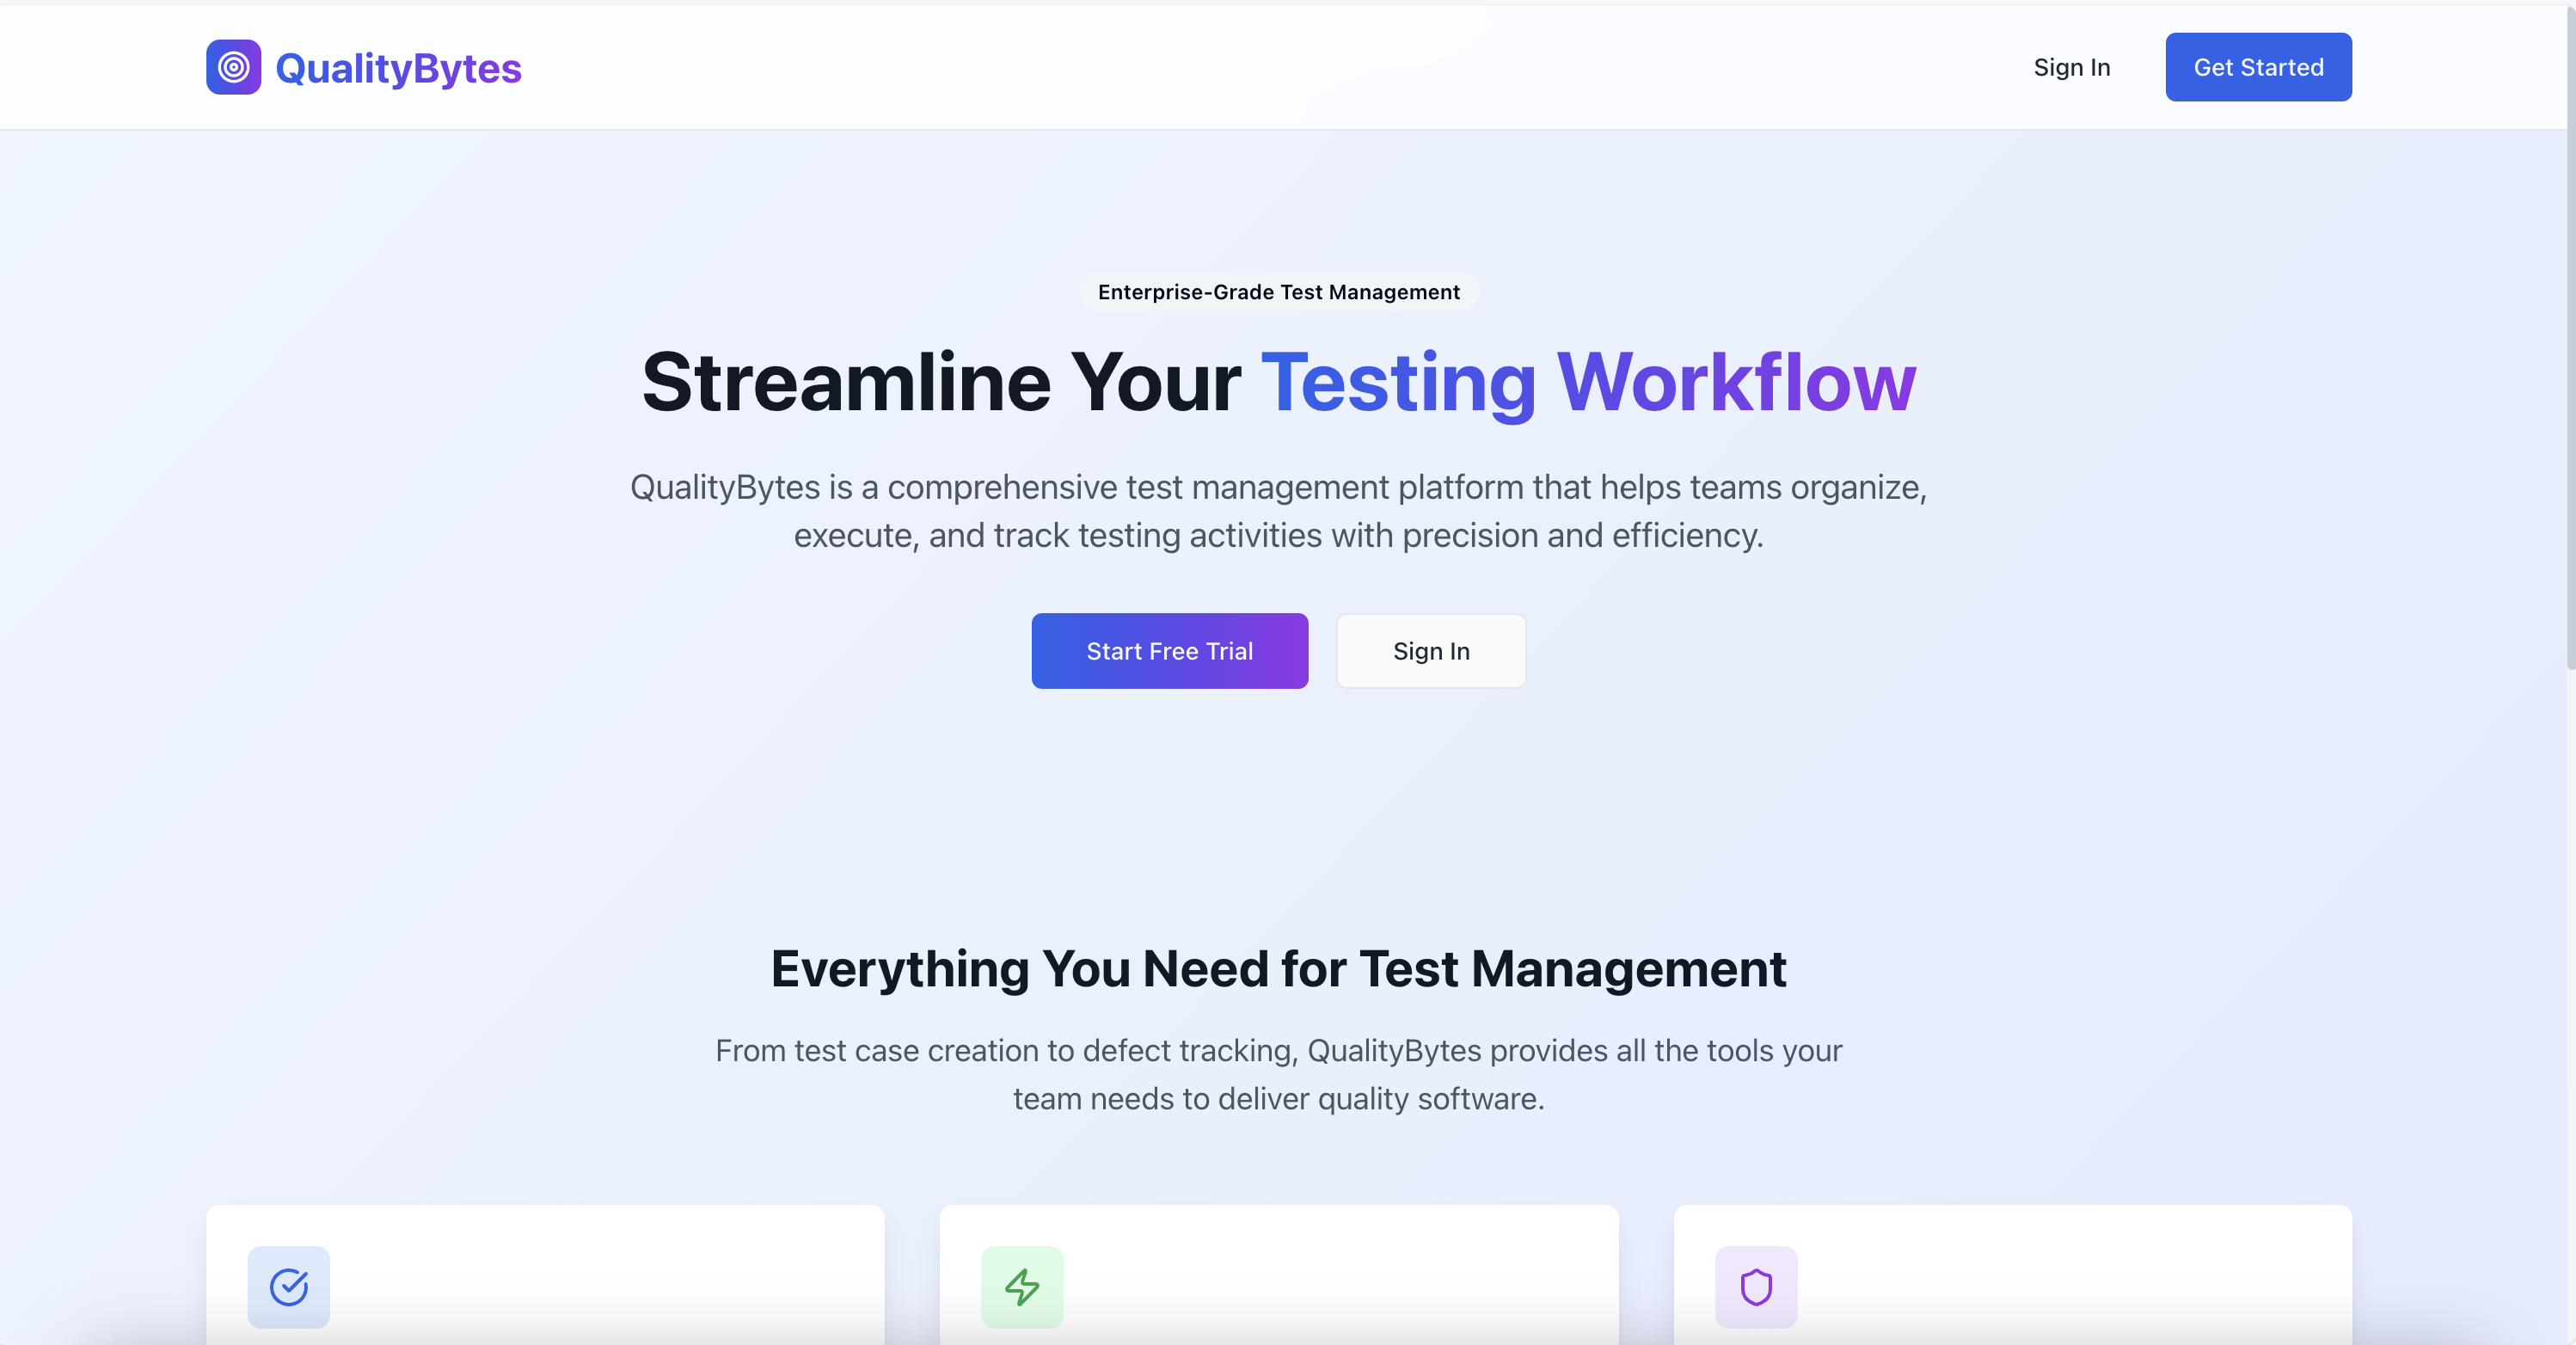 QualityBytes
Sign In
Get Started
Enterprise-Grade Test Management
Streamline Your Testing Workflow
QualityBytes is a comprehensive test management platform that helps teams organize,
execute, and track testing activities with precision and efficiency.
Start Free Trial
Sign In
Everything You Need for Test Management
From test case creation to defect tracking, QualityBytes provides all the tools your
team needs to deliver quality software.